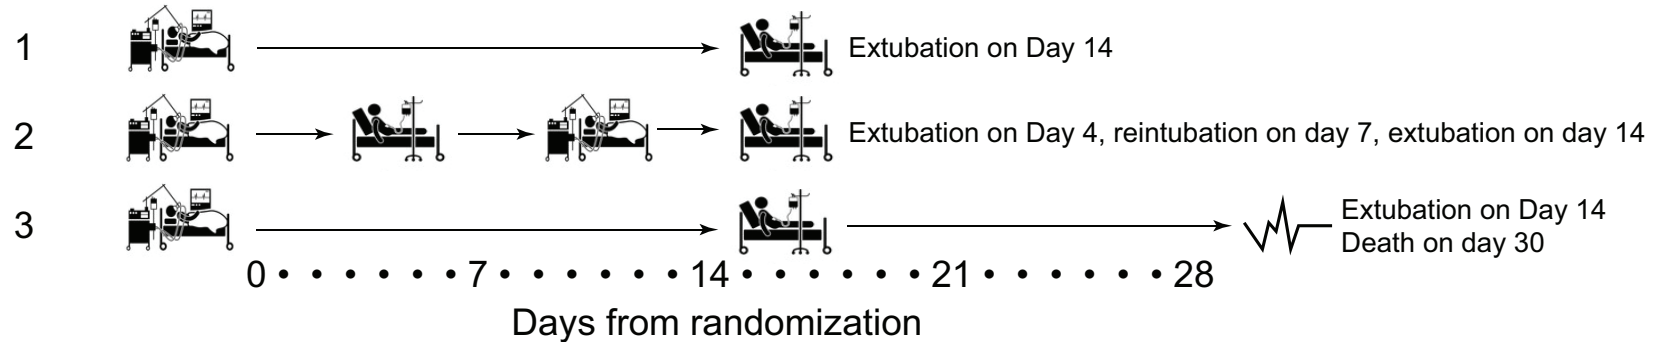 1 Extubation on Day 14
2 Extubation on Day 4, reintubation on day 7, extubation on day 14
3 Extubation on Day 14
Death on day 30
0 7 14 21 28
Days from randomization